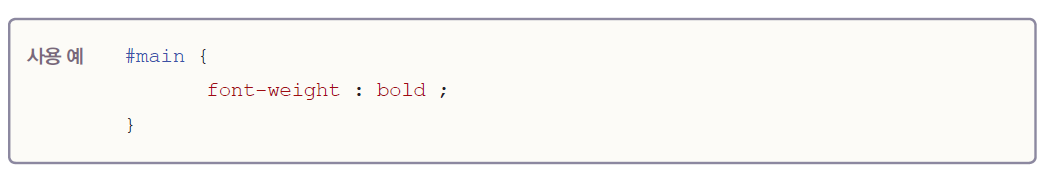 사용 예 #main {
font-weight : bold ;
}